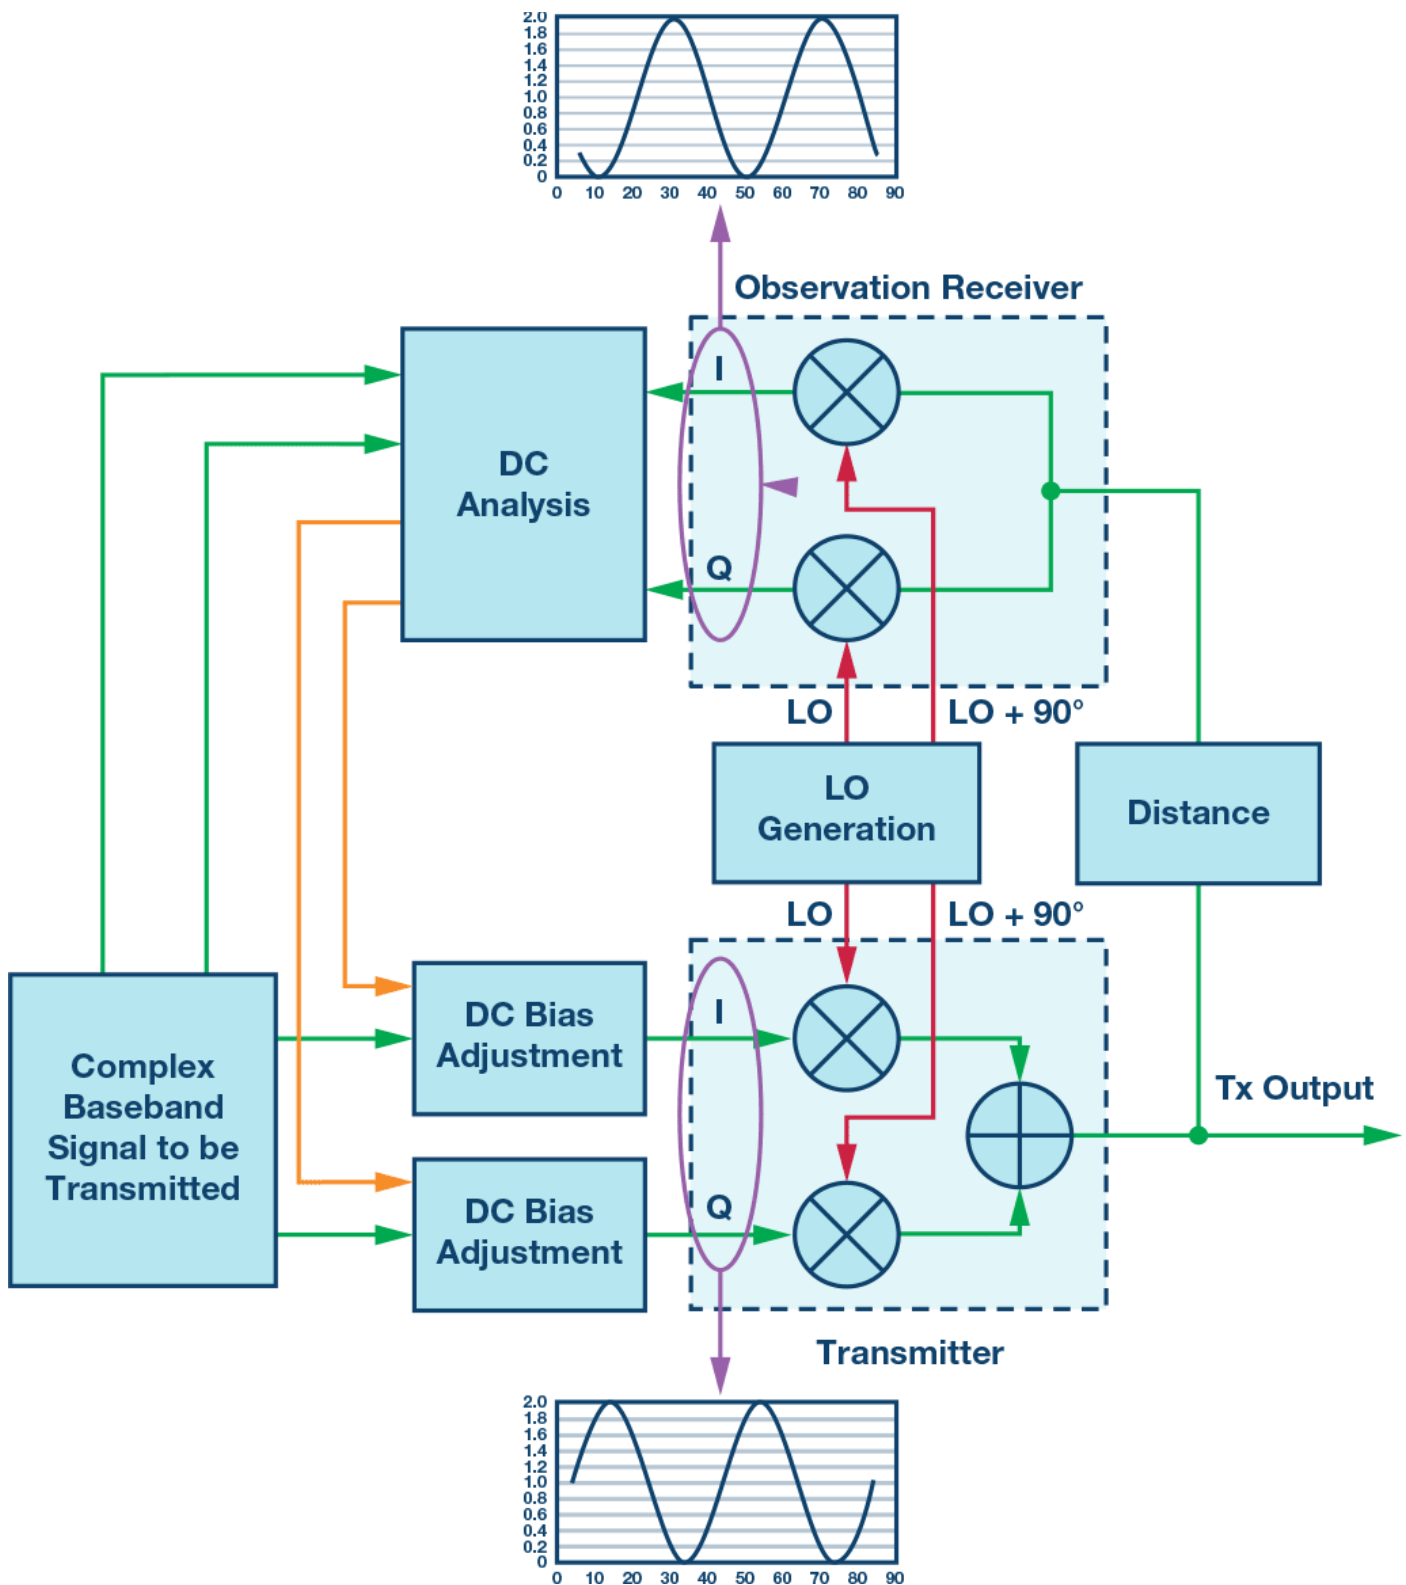 2.0
1.8
1.6
1.4
1.2
1.0
0.8
0.6
0.4
0.2
0
0 10 20 30 40 50 60 70 80 90
Observation Receiver
I
DC
Analysis
Q
LO
LO + 90°
LO
Generation
Distance
LO
LO + 90°
I
DC Bias
Adjustment
Complex
Baseband
Signal to be
Transmitted
Tx Output
Q
DC Bias
Adjustment
Transmitter
2.0
1.8
1.6
1.4
1.2
1.0
0.8
0.6
0.4
0.2
0
0 10 20 30 40 50 60 70 80 90